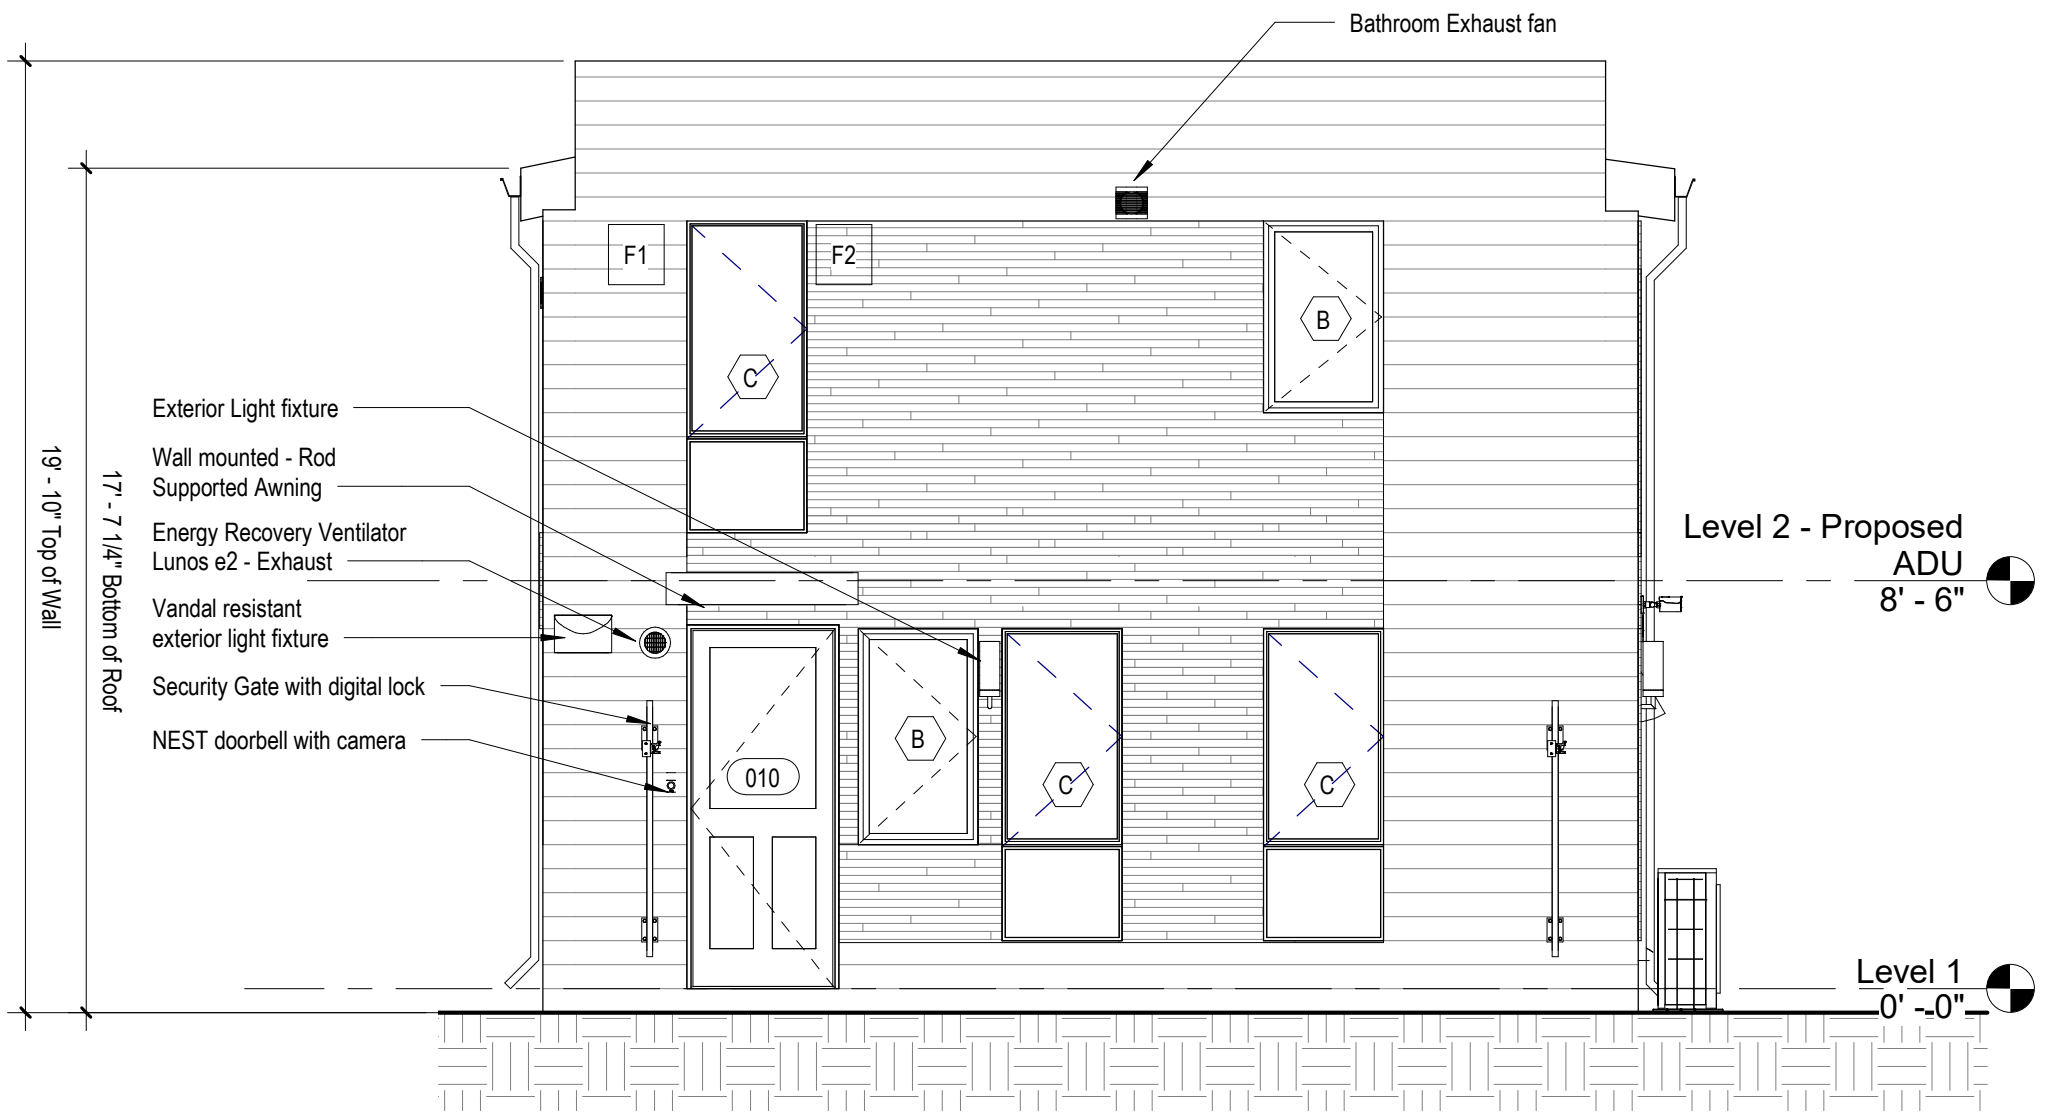 Bathroom Exhaust fan
F1
F2
B
C
Exterior Light fixture
Wall mounted - Rod
Supported Awning
Energy Recovery Ventilator
Lunos e2 - Exhaust
Vandal resistant
exterior light fixture
Security Gate with digital lock
NEST doorbell with camera
19' - 10" Top of Wall
17' - 7 1/4" Bottom of Roof
Level 2 - Proposed
ADU
8' - 6"
010
B
C
C
Level 1
0' - 0"